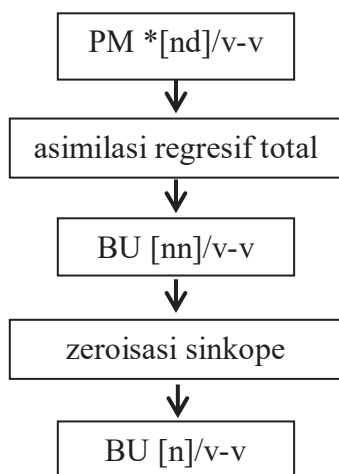 PM *[nd]/v-v
asimilasi regresif total
BU [nn]/v-v
zeroisasi sinkope
BU [n]/v-v